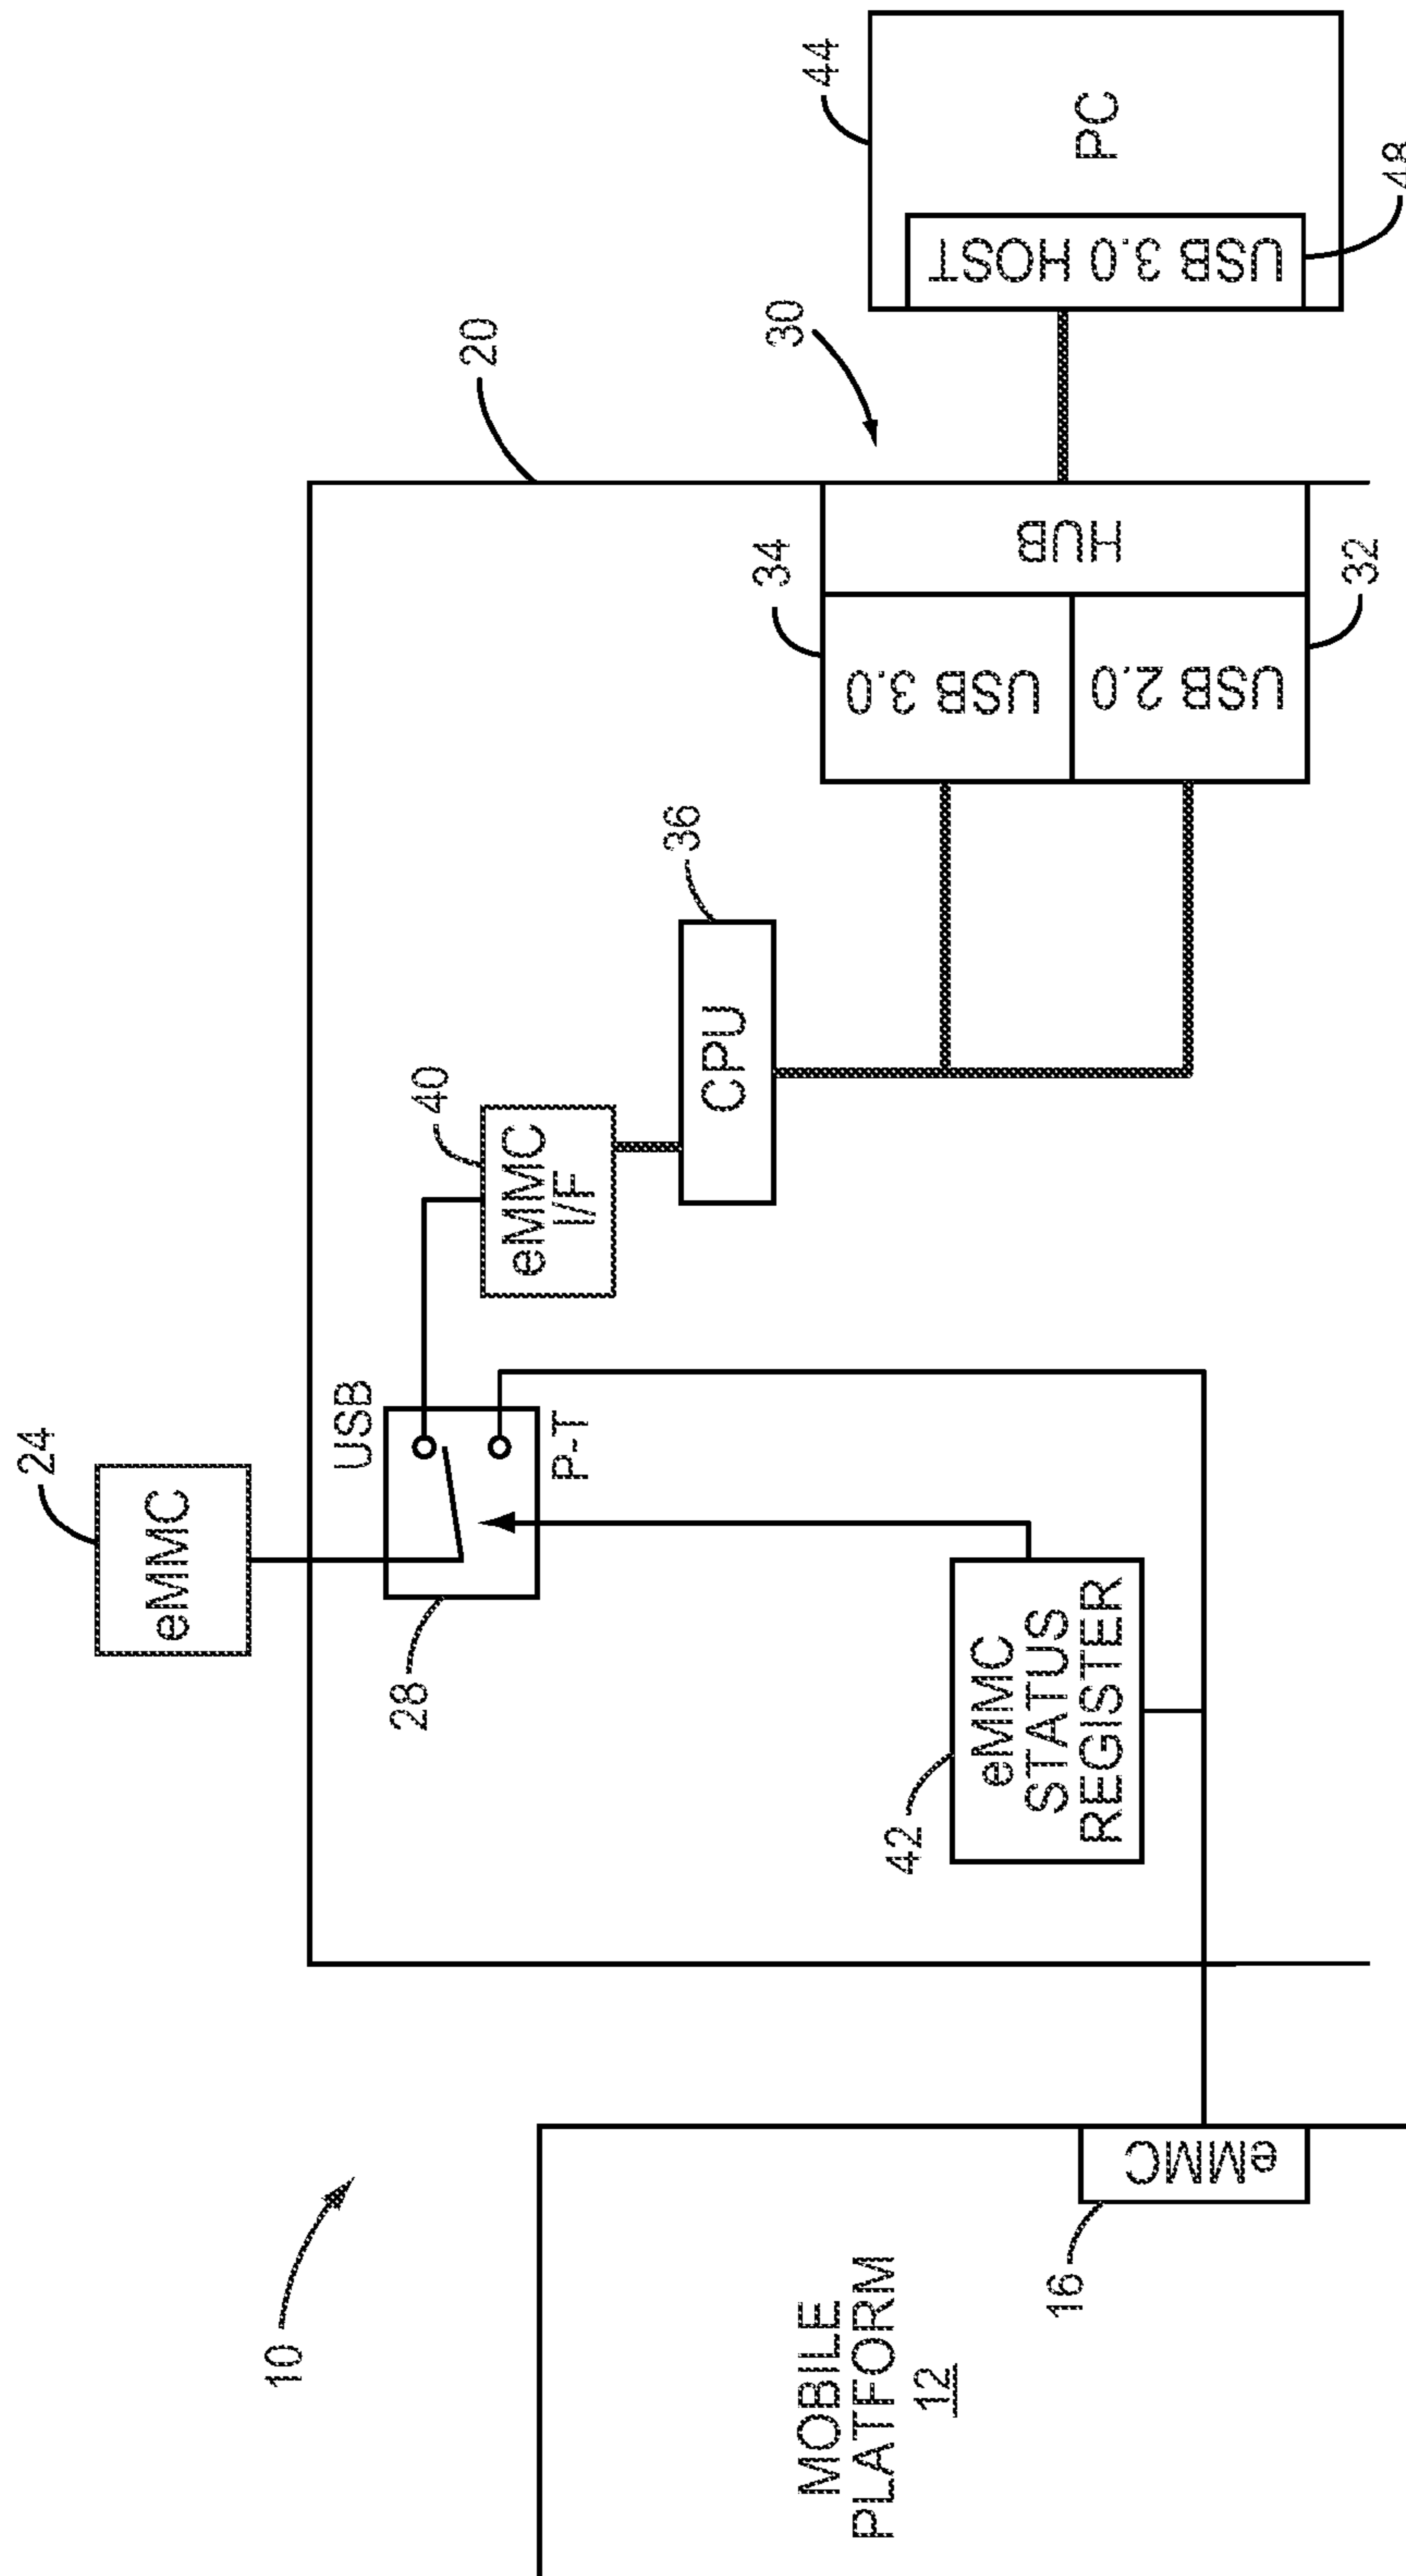 10
MOBILE
PLATFORM
12
16
eMMC
24
eMMC
28
USB
P-T
42
eMMC
STATUS
REGISTER
40
eMMC
I/F
36
CPU
20
30
34
USB 3.0
USB 2.0
32
HUB
44
PC
USB 3.0 HOST
48